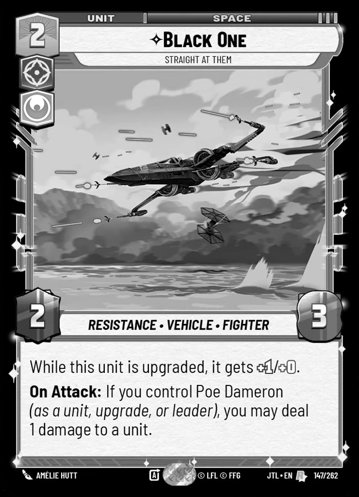 UNIT
SPACE
2
✧BLACK ONE
STRAIGHT AT THEM
2
3
RESISTANCE • VEHICLE • FIGHTER
While this unit is upgraded, it gets +1/+0.
On Attack: If you control Poe Dameron
(as a unit, upgrade, or leader), you may deal
1 damage to a unit.
AMÉLIE HUTT
A
© LFL © FFG
JTL • EN
147/262